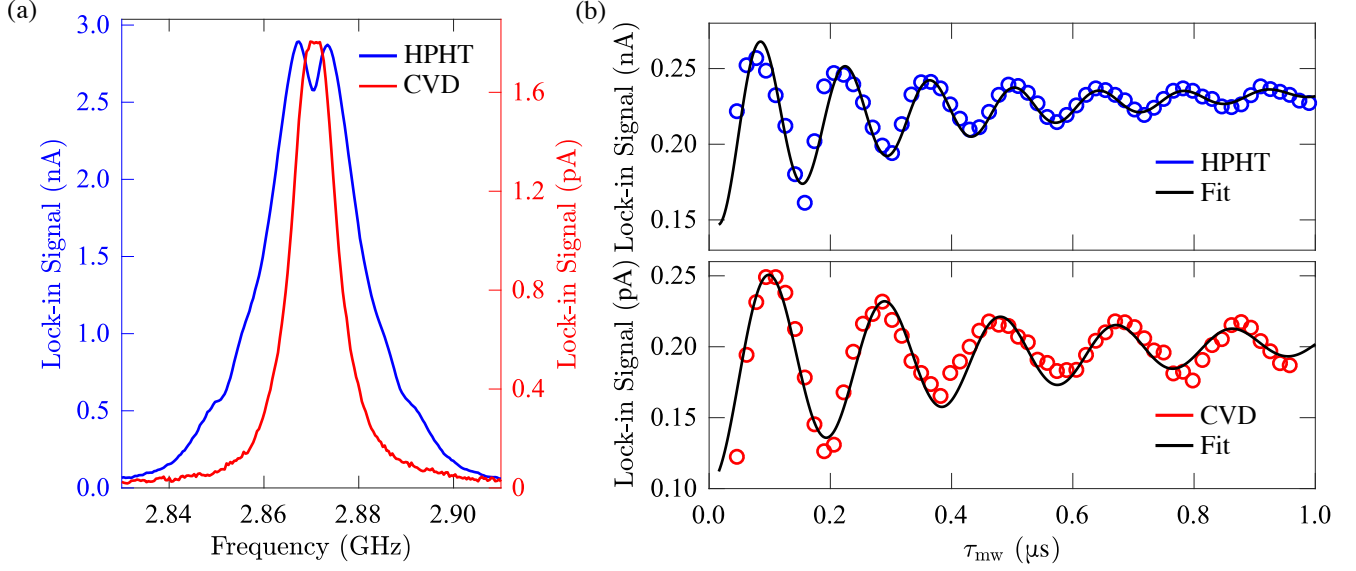 (a)
3.0
2.5
2.0
1.5
1.0
0.5
0.0
Lock-in Signal (nA)
HPHT
CVD
1.6
1.2
0.8
0.4
0
Lock-in Signal (pA)
2.84
2.86
2.88
2.90
Frequency (GHz)
(b)
Lock-in Signal (nA)
0.25
0.20
0.15
HPHT
Fit
Lock-in Signal (pA)
0.25
0.20
0.15
0.10
CVD
Fit
0.0
0.2
0.4
0.6
0.8
1.0
τmw (µs)